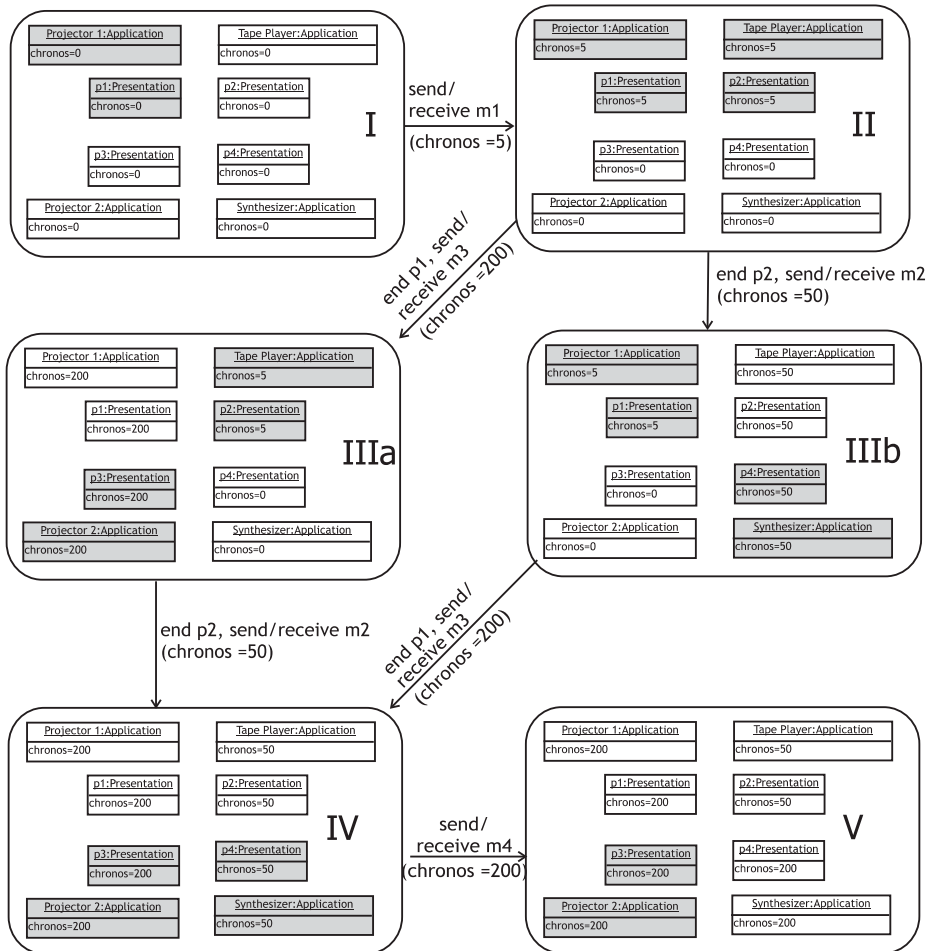 Projector 1:Application
chronos=0
Tape Player:Application
chronos=0
p1:Presentation
chronos=0
p2:Presentation
chronos=0
I
p3:Presentation
chronos=0
p4:Presentation
chronos=0
Projector 2:Application
chronos=0
Synthesizer:Application
chronos=0
send/
receive m1
(chronos =5)
Projector 1:Application
chronos=5
Tape Player:Application
chronos=5
p1:Presentation
chronos=5
p2:Presentation
chronos=5
II
p3:Presentation
chronos=0
p4:Presentation
chronos=0
Projector 2:Application
chronos=0
Synthesizer:Application
chronos=0
end p1, send/
receive m3
(chronos =200)
end p2, send/receive m2
(chronos =50)
Projector 1:Application
chronos=200
Tape Player:Application
chronos=5
p1:Presentation
chronos=200
p2:Presentation
chronos=5
IIIa
p3:Presentation
chronos=200
p4:Presentation
chronos=0
Projector 2:Application
chronos=200
Synthesizer:Application
chronos=0
Projector 1:Application
chronos=5
Tape Player:Application
chronos=50
p1:Presentation
chronos=5
p2:Presentation
chronos=50
IIIb
p3:Presentation
chronos=0
p4:Presentation
chronos=50
Projector 2:Application
chronos=0
Synthesizer:Application
chronos=50
end p2, send/receive m2
(chronos =50)
end p1, send/
receive m3
(chronos =200)
Projector 1:Application
chronos=200
Tape Player:Application
chronos=50
p1:Presentation
chronos=200
p2:Presentation
chronos=50
IV
p3:Presentation
chronos=200
p4:Presentation
chronos=50
Projector 2:Application
chronos=200
Synthesizer:Application
chronos=50
send/
receive m4
(chronos =200)
Projector 1:Application
chronos=200
Tape Player:Application
chronos=50
p1:Presentation
chronos=200
p2:Presentation
chronos=50
V
p3:Presentation
chronos=200
p4:Presentation
chronos=200
Projector 2:Application
chronos=200
Synthesizer:Application
chronos=200